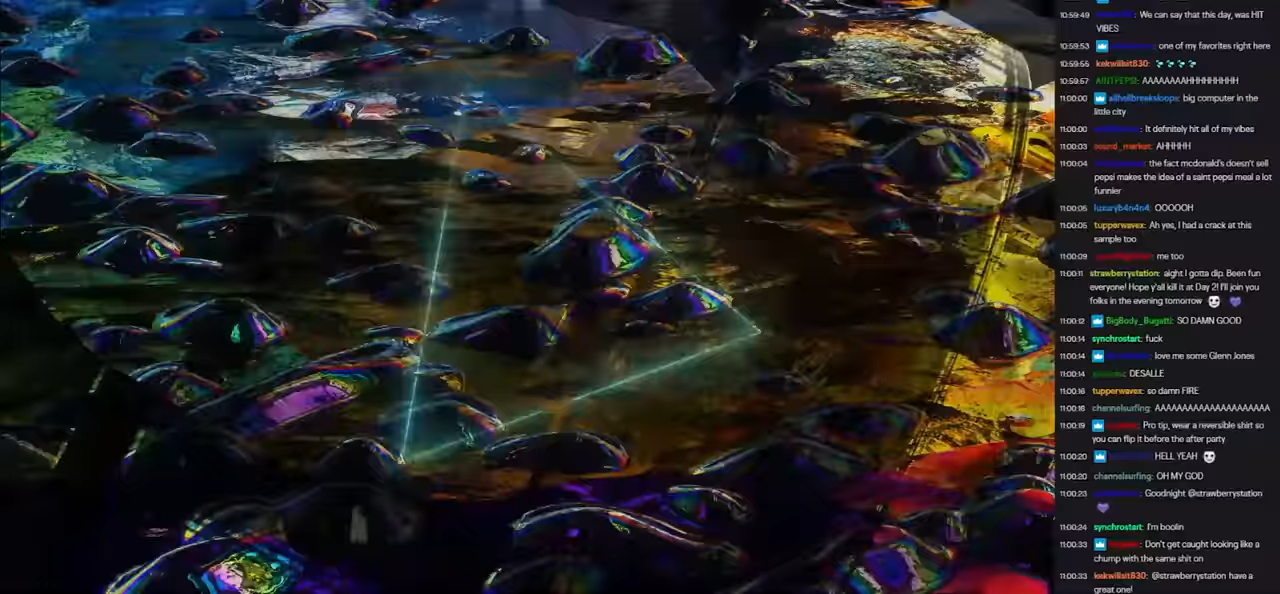 10:59:49 : We can say that this day, was HIT
VIBES
10:59:53 : one of my favorites right here
10:59:55 kekwillsit630:
10:59:57 AINTPEPSI: AAAAAAAAHHHHHHHHHH
11:00:00 allhellbreaksloops: big computer in the
little city
11:00:00 : It definitely hit all of my vibes
11:00:03 sound_market: AHHHHH
11:00:04 : the fact mcdonald's doesn't sell
pepsi makes the idea of a saint pepsi meal a lot
funnier
11:00:05 luxuryb4n4n4: OOOOOH
11:00:05 tupperwavex: Ah yes, I had a crack at this
sample too
11:00:09 : me too
11:00:11 strawberrystation: aight I gotta dip. Been fun
everyone! Hope y'all kill it at Day 2! I'll join you
folks in the evening tomorrow
11:00:12 BigBody_Bugatti: SO DAMN GOOD
11:00:14 synchrostart: fuck
11:00:14 : love me some Glenn Jones
11:00:14 : DESALLE
11:00:16 tupperwavex: so damn FIRE
11:00:16 channelsurfing: AAAAAAAAAAAAAAAAAAAA
11:00:19 : Pro tip, wear a reversible shirt so
you can flip it before the after party
11:00:20 : HELL YEAH
11:00:20 channelsurfing: OH MY GOD
11:00:23 : Goodnight @strawberrystation
11:00:24 synchrostart: I'm boolin
11:00:33 : Don't get caught looking like a
chump with the same shit on
11:00:33 kekwillsit630: @strawberrystation have a
great one!